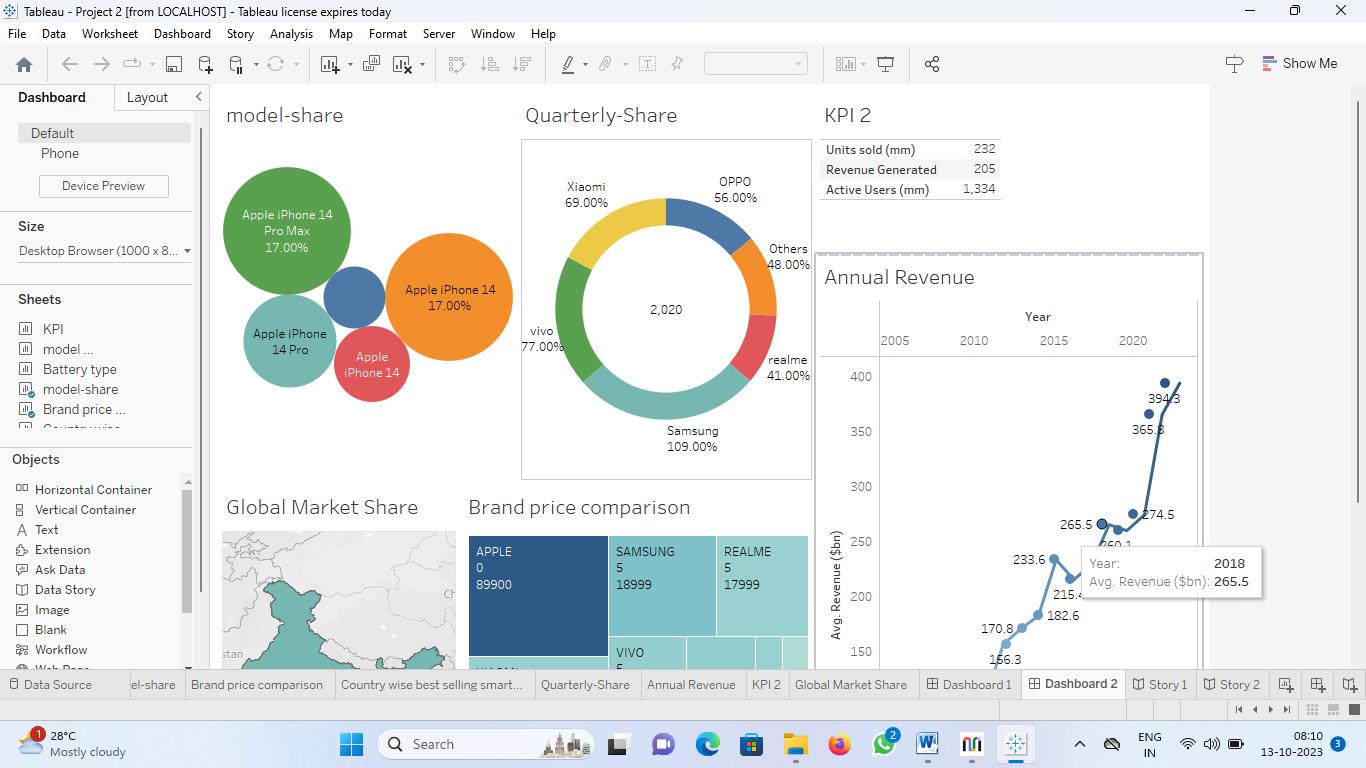 Tableau - Project 2 [from LOCALHOST] - Tableau license expires today
File Data Worksheet Dashboard Story Analysis Map Format Server Window Help
Show Me
Dashboard Layout
Default
Phone
Device Preview
Size
Desktop Browser (1000 x 8...
Sheets
KPI
model ...
Battery type
model-share
Brand price ...
Objects
Horizontal Container
Vertical Container
Text
Extension
Ask Data
Data Story
Image
Blank
Workflow
model-share
Apple iPhone 14
Pro Max
17.00%
Apple iPhone 14
17.00%
Apple iPhone
14 Pro
Apple
iPhone 14
Quarterly-Share
Xiaomi
69.00%
OPPO
56.00%
Others
48.00%
2,020
vivo
77.00%
realme
41.00%
Samsung
109.00%
KPI 2
Units sold (mm) 232
Revenue Generated 205
Active Users (mm) 1,334
Annual Revenue
Year
2005 2010 2015 2020
400
350
300
250
200
150
Avg. Revenue ($bn)
394.3
365.8
274.5
265.5
260.1
233.6
215.4
182.6
170.8
156.3
Year: 2018
Avg. Revenue ($bn): 265.5
Global Market Share
Brand price comparison
APPLE
0
89900
SAMSUNG
5
18999
REALME
5
17999
VIVO
5
Data Source el-share Brand price comparison Country wise best selling smart... Quarterly-Share Annual Revenue KPI 2 Global Market Share Dashboard 1 Dashboard 2 Story 1 Story 2
1
28°C
Mostly cloudy
Search
2
ENG
IN
08:10
13-10-2023
3